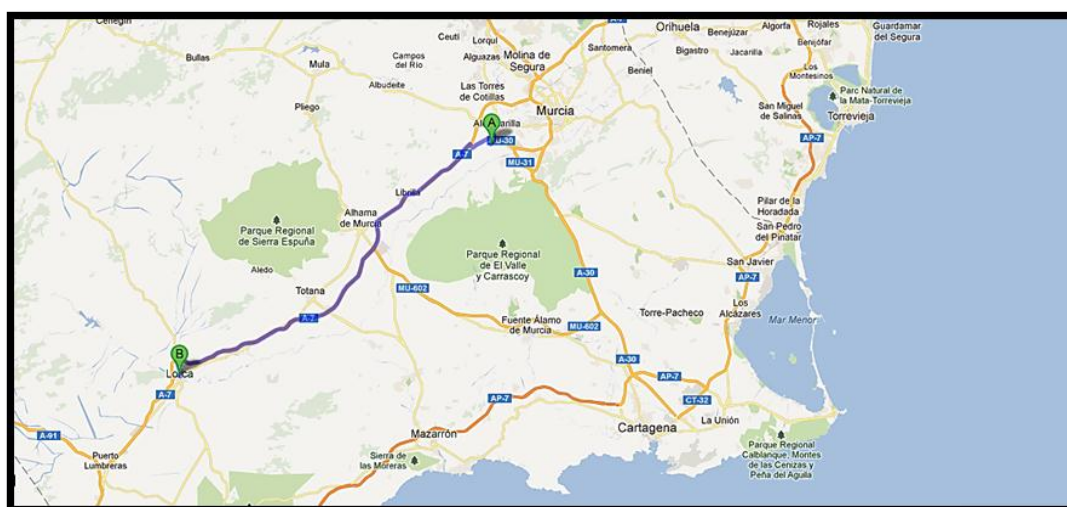 Cehegín
Bullas
Mula
Pliego
Campos
del Río
Albudeite
Ceutí
Lorquí
Alguazas
Molina de
Segura
Las Torres
de Cotillas
Murcia
A
MU-30
MU-31
A-7
Santomera
Beniel
Orihuela
Bigastro
Benejúzar
Jacarilla
Algorfa
Rojales
Benijófar
Guardamar
del Segura
Los
Montesinos
Parc Natural de
la Mata-Torrevieja
San Miguel
de Salinas
Torrevieja
AP-7
Pilar de la
Horadada
San Pedro
del Pinatar
San Javier
AP-7
Los
Alcázares
Mar Menor
Torre-Pacheco
Librilla
Alhama
de Murcia
Parque Regional
de Sierra Espuña
Aledo
Totana
A-7
MU-602
Parque Regional
de El Valle
y Carrascoy
A-30
Fuente Álamo
de Murcia
MU-602
A-30
AP-7
CT-32
La Unión
Cartagena
Parque Regional
Calblanque, Montes
de las Cenizas y
Peña del Aguila
B
Lorca
A-7
A-91
Puerto
Lumbreras
AP-7
Mazarrón
Sierra de
las Moreras